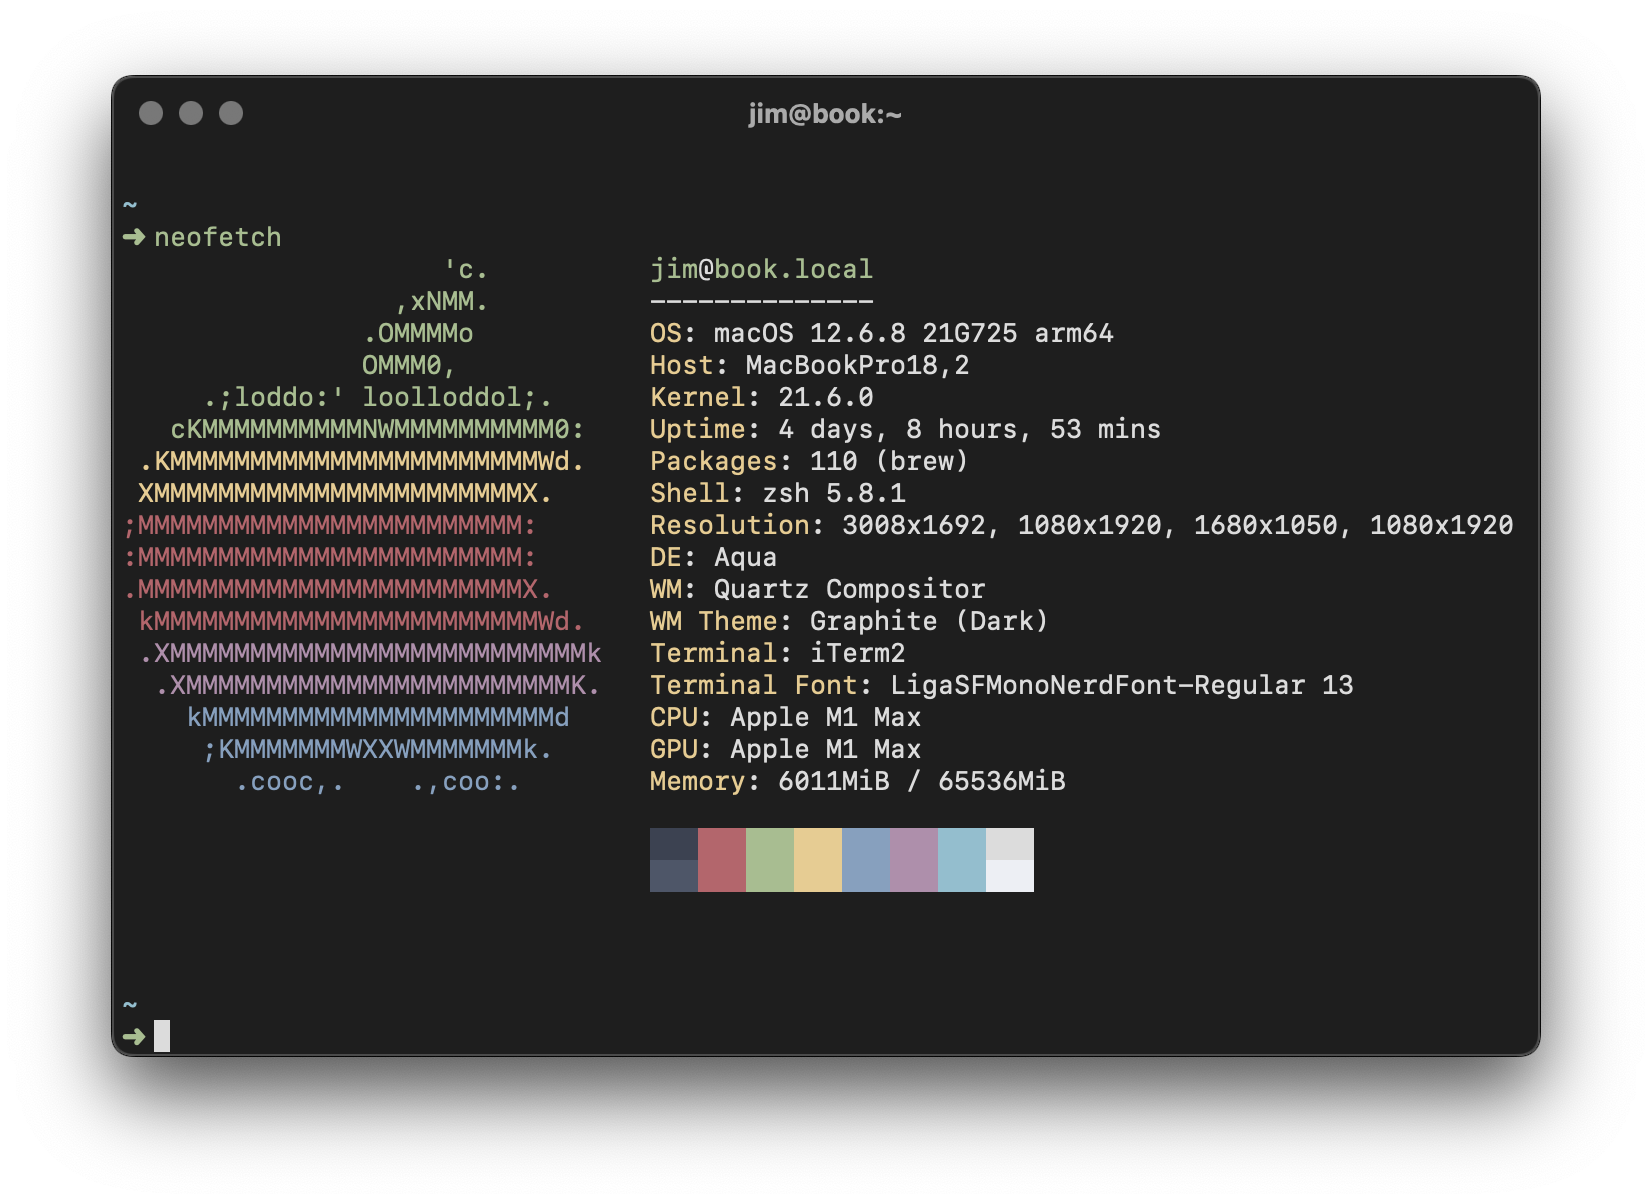 jim@book:~
~
➜ neofetch
                    'c.          jim@book.local
                 ,xNMM.          --------------
               .OMMMMo           OS: macOS 12.6.8 21G725 arm64
               OMMM0,            Host: MacBookPro18,2
     .;loddo:' loolloddol;.      Kernel: 21.6.0
   cKMMMMMMMMMMNWMMMMMMMMMM0:    Uptime: 4 days, 8 hours, 53 mins
 .KMMMMMMMMMMMMMMMMMMMMMMMWd.    Packages: 110 (brew)
 XMMMMMMMMMMMMMMMMMMMMMMMX.      Shell: zsh 5.8.1
;MMMMMMMMMMMMMMMMMMMMMMMM:       Resolution: 3008x1692, 1080x1920, 1680x1050, 1080x1920
:MMMMMMMMMMMMMMMMMMMMMMMM:       DE: Aqua
.MMMMMMMMMMMMMMMMMMMMMMMMX.      WM: Quartz Compositor
 kMMMMMMMMMMMMMMMMMMMMMMMMWd.    WM Theme: Graphite (Dark)
 .XMMMMMMMMMMMMMMMMMMMMMMMMMMk   Terminal: iTerm2
  .XMMMMMMMMMMMMMMMMMMMMMMMMK.   Terminal Font: LigaSFMonoNerdFont-Regular 13
    kMMMMMMMMMMMMMMMMMMMMMMd     CPU: Apple M1 Max
     ;KMMMMMMMWXXWMMMMMMMk.      GPU: Apple M1 Max
       .cooc,.    .,coo:.        Memory: 6011MiB / 65536MiB
~
➜